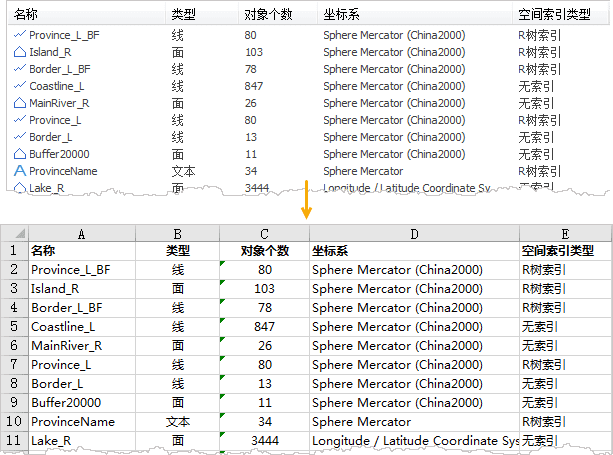 名称 类型 对象个数 坐标系 空间索引类型
Province_L_BF 线 80 Sphere Mercator (China2000) R树索引
Island_R 面 103 Sphere Mercator (China2000) R树索引
Border_L_BF 线 78 Sphere Mercator (China2000) R树索引
Coastline_L 线 847 Sphere Mercator (China2000) 无索引
MainRiver_R 面 26 Sphere Mercator (China2000) 无索引
Province_L 线 80 Sphere Mercator (China2000) R树索引
Border_L 线 13 Sphere Mercator (China2000) 无索引
Buffer20000 面 11 Sphere Mercator (China2000) 无索引
ProvinceName 文本 34 Sphere Mercator R树索引
Lake_R 面 3444 Longitude / Latitude Coordinate Sy 无索引
A B C D E
1 名称 类型 对象个数 坐标系 空间索引类型
2 Province_L_BF 线 80 Sphere Mercator (China2000) R树索引
3 Island_R 面 103 Sphere Mercator (China2000) R树索引
4 Border_L_BF 线 78 Sphere Mercator (China2000) R树索引
5 Coastline_L 线 847 Sphere Mercator (China2000) 无索引
6 MainRiver_R 面 26 Sphere Mercator (China2000) 无索引
7 Province_L 线 80 Sphere Mercator (China2000) R树索引
8 Border_L 线 13 Sphere Mercator (China2000) 无索引
9 Buffer20000 面 11 Sphere Mercator (China2000) 无索引
10 ProvinceName 文本 34 Sphere Mercator R树索引
11 Lake_R 面 3444 Longitude / Latitude Coordinate Sys 无索引